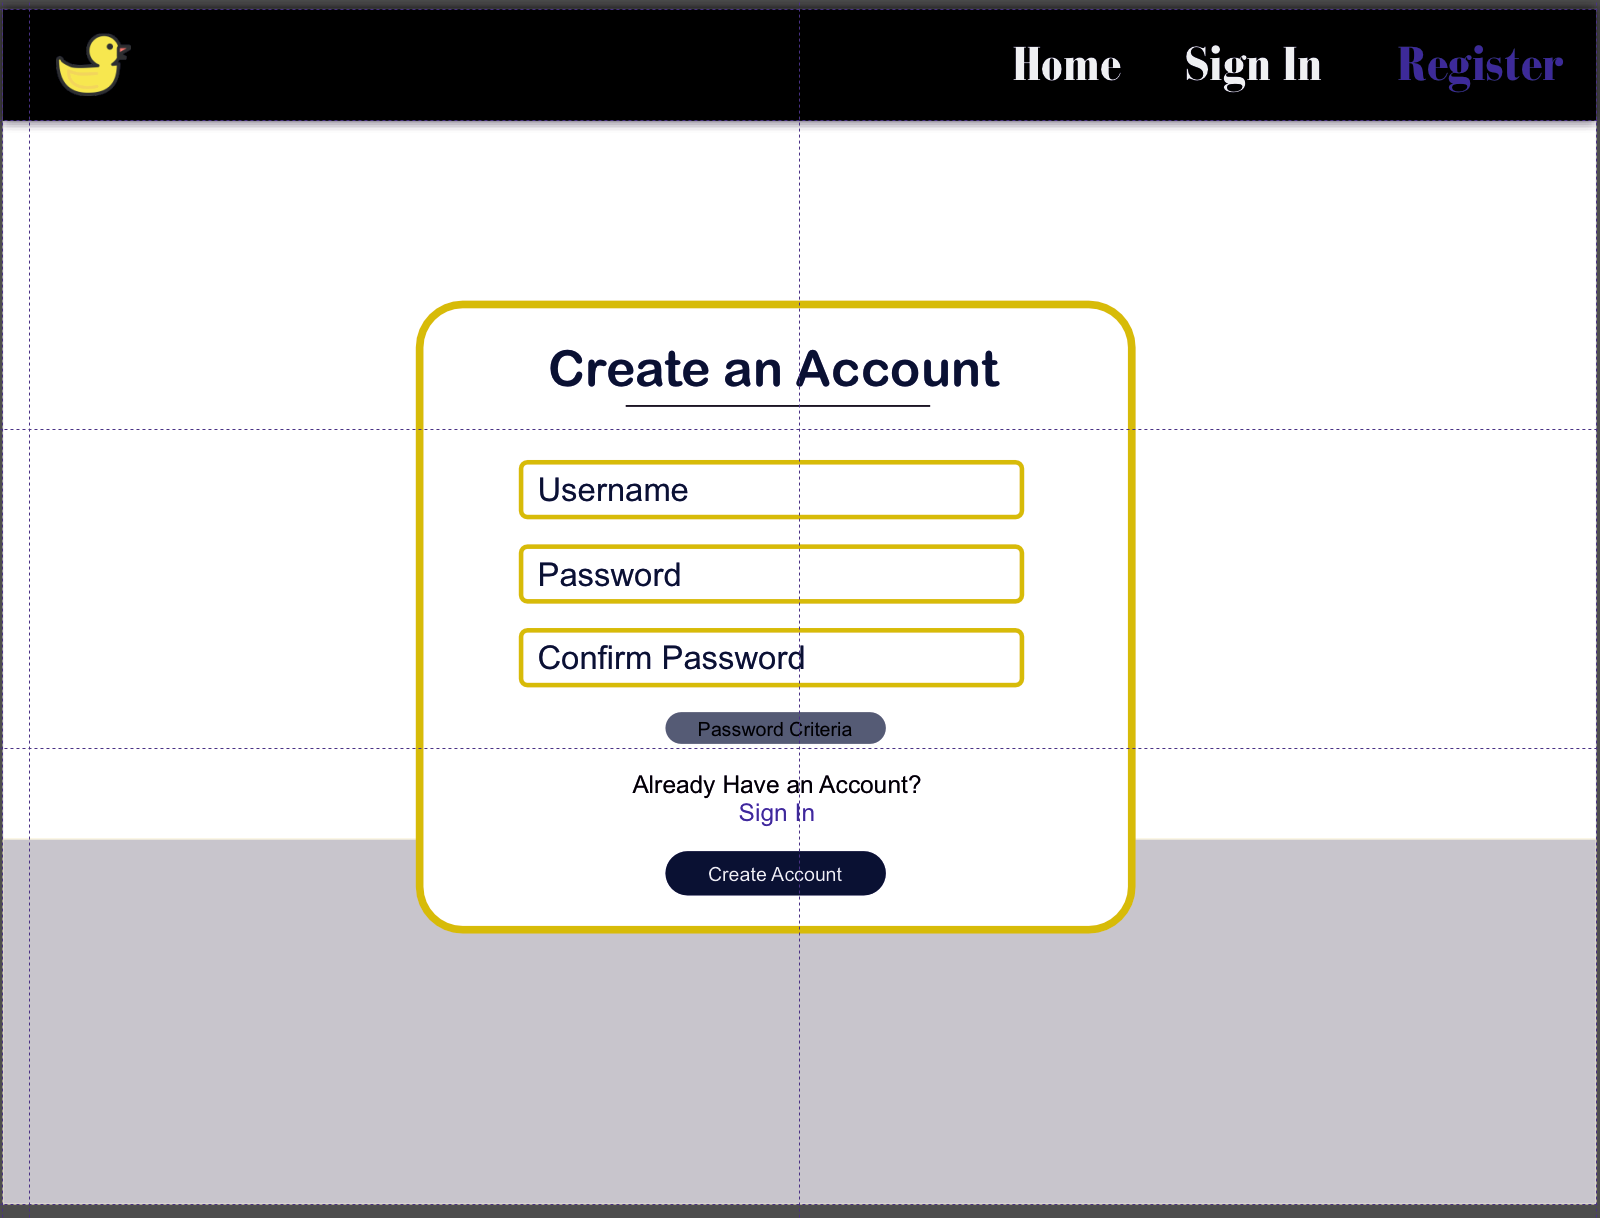 Home Sign In Register
Create an Account
Username
Password
Confirm Password
Password Criteria
Already Have an Account?
Sign In
Create Account